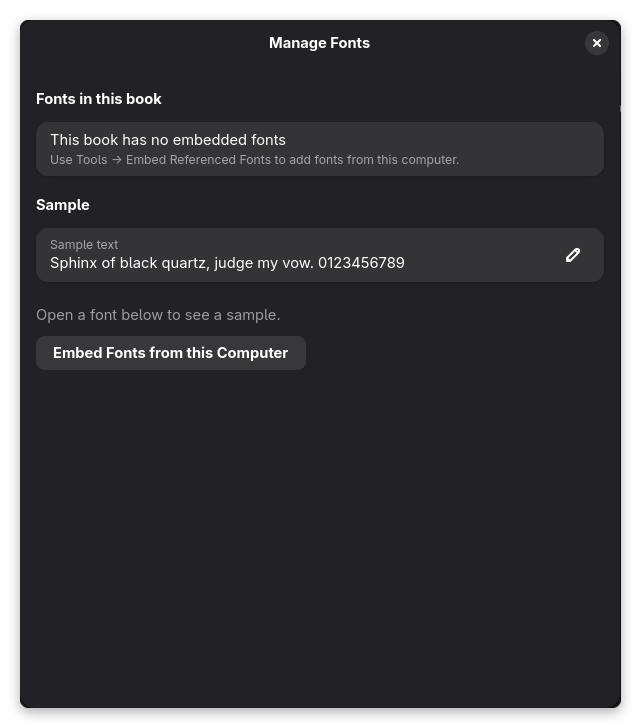 Manage Fonts
Fonts in this book
This book has no embedded fonts
Use Tools → Embed Referenced Fonts to add fonts from this computer.
Sample
Sample text
Sphinx of black quartz, judge my vow. 0123456789
Open a font below to see a sample.
Embed Fonts from this Computer